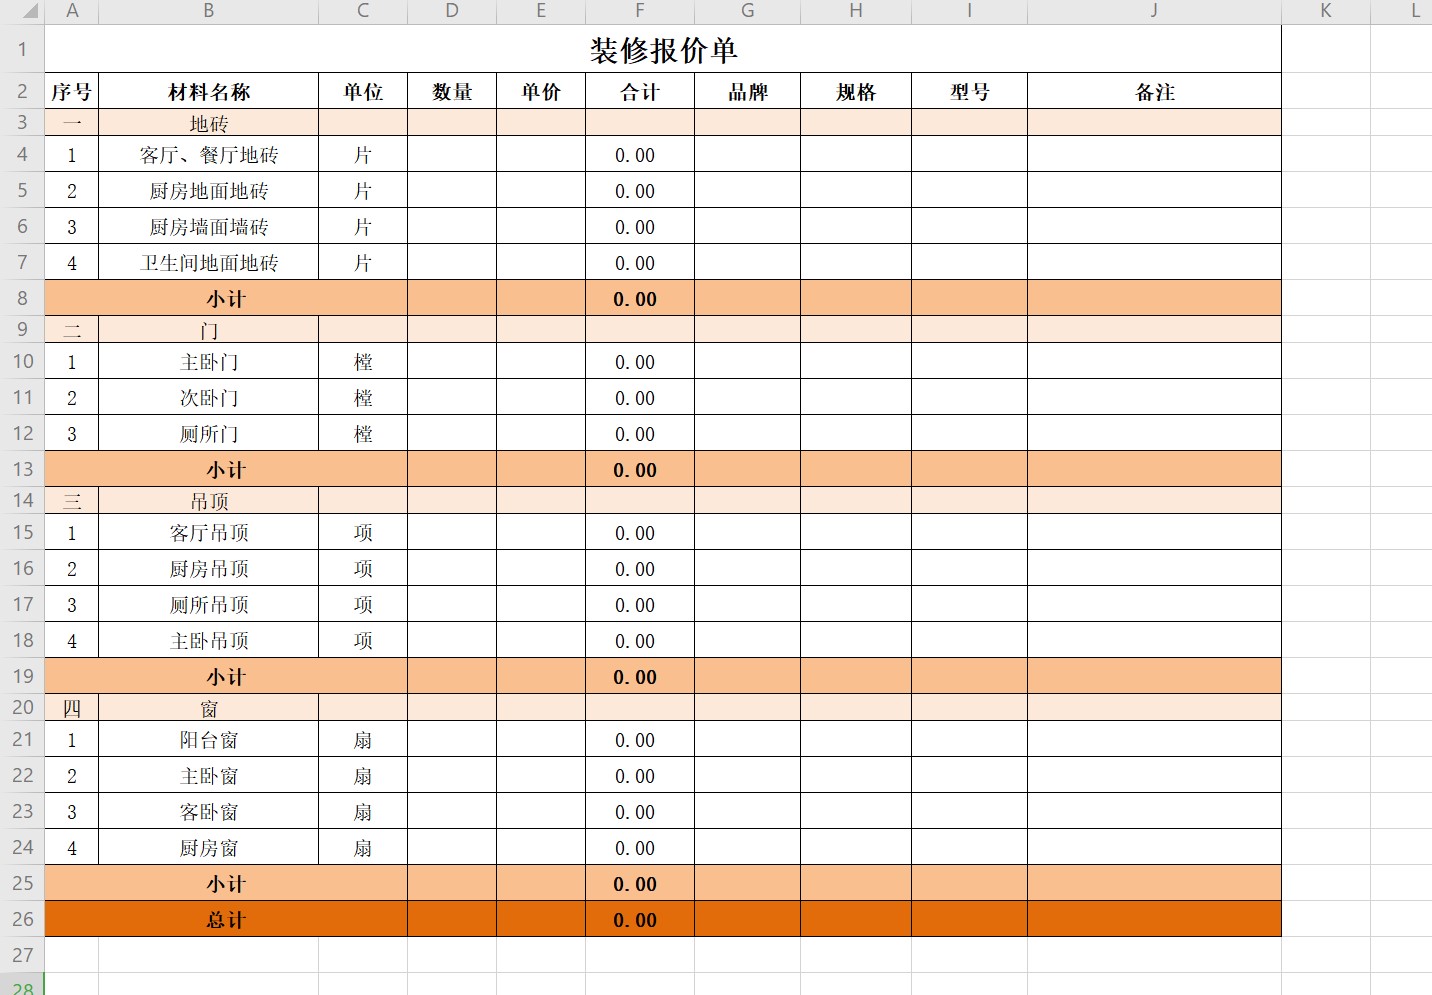 A B C D E F G H I J K L
1 装修报价单
2 序号 材料名称 单位 数量 单价 合计 品牌 规格 型号 备注
3 一 地砖
4 1 客厅、餐厅地砖 片 0.00
5 2 厨房地面地砖 片 0.00
6 3 厨房墙面墙砖 片 0.00
7 4 卫生间地面地砖 片 0.00
8 小计 0.00
9 二 门
10 1 主卧门 樘 0.00
11 2 次卧门 樘 0.00
12 3 厕所门 樘 0.00
13 小计 0.00
14 三 吊顶
15 1 客厅吊顶 项 0.00
16 2 厨房吊顶 项 0.00
17 3 厕所吊顶 项 0.00
18 4 主卧吊顶 项 0.00
19 小计 0.00
20 四 窗
21 1 阳台窗 扇 0.00
22 2 主卧窗 扇 0.00
23 3 客卧窗 扇 0.00
24 4 厨房窗 扇 0.00
25 小计 0.00
26 总计 0.00
27
28